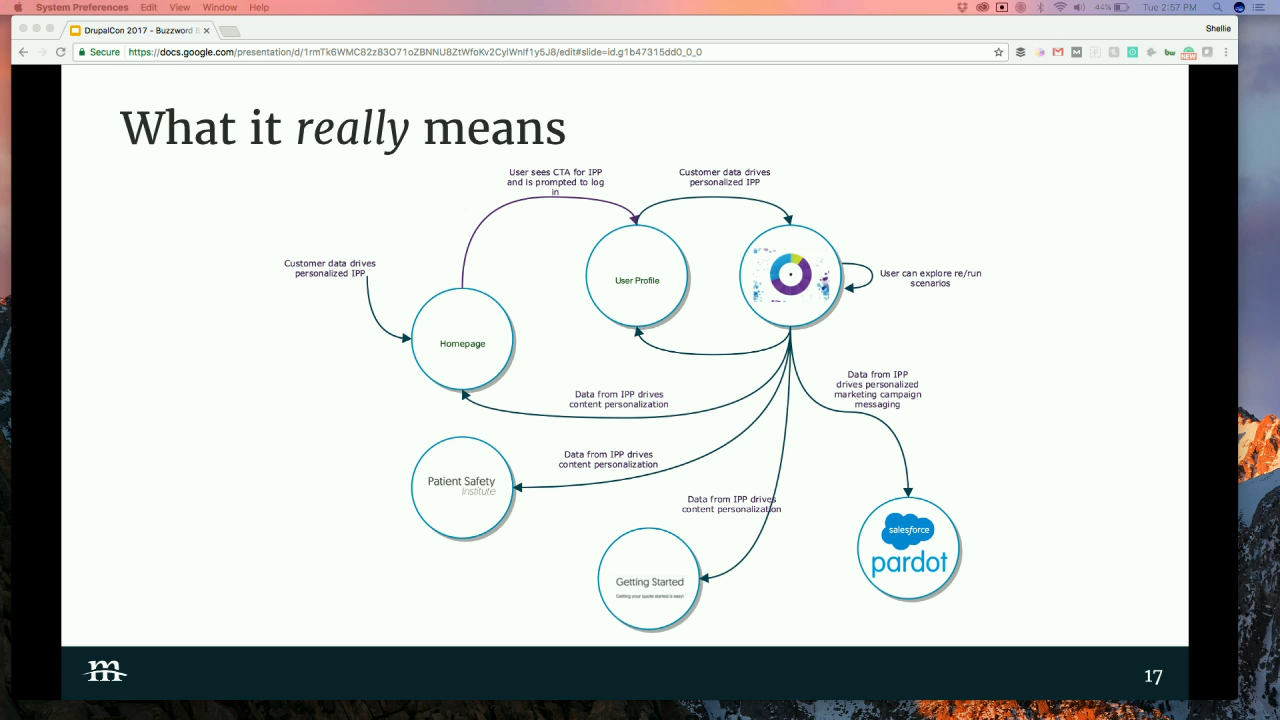 System Preferences Edit View Window Help
44% Tue 2:57 PM
DrupalCon 2017 - Buzzword
Shellie
Secure https://docs.google.com/presentation/d/1rmTk6WMC82z83O71oZBNNU8ZtWfoKv2CylWnIf1y5J8/edit#slide=id.g1b47315dd0_0_0
NEW
What it really means
User sees CTA for IPP
and is prompted to log
in
Customer data drives
personalized IPP
Customer data drives
personalized IPP
User Profile
User can explore re/run
scenarios
Homepage
Data from IPP
drives personalized
marketing campaign
messaging
Data from IPP drives
content personalization
Data from IPP drives
content personalization
Patient Safety
Institute
Data from IPP drives
content personalization
salesforce
pardot
Getting Started
Getting your quote started is easy!
m
17